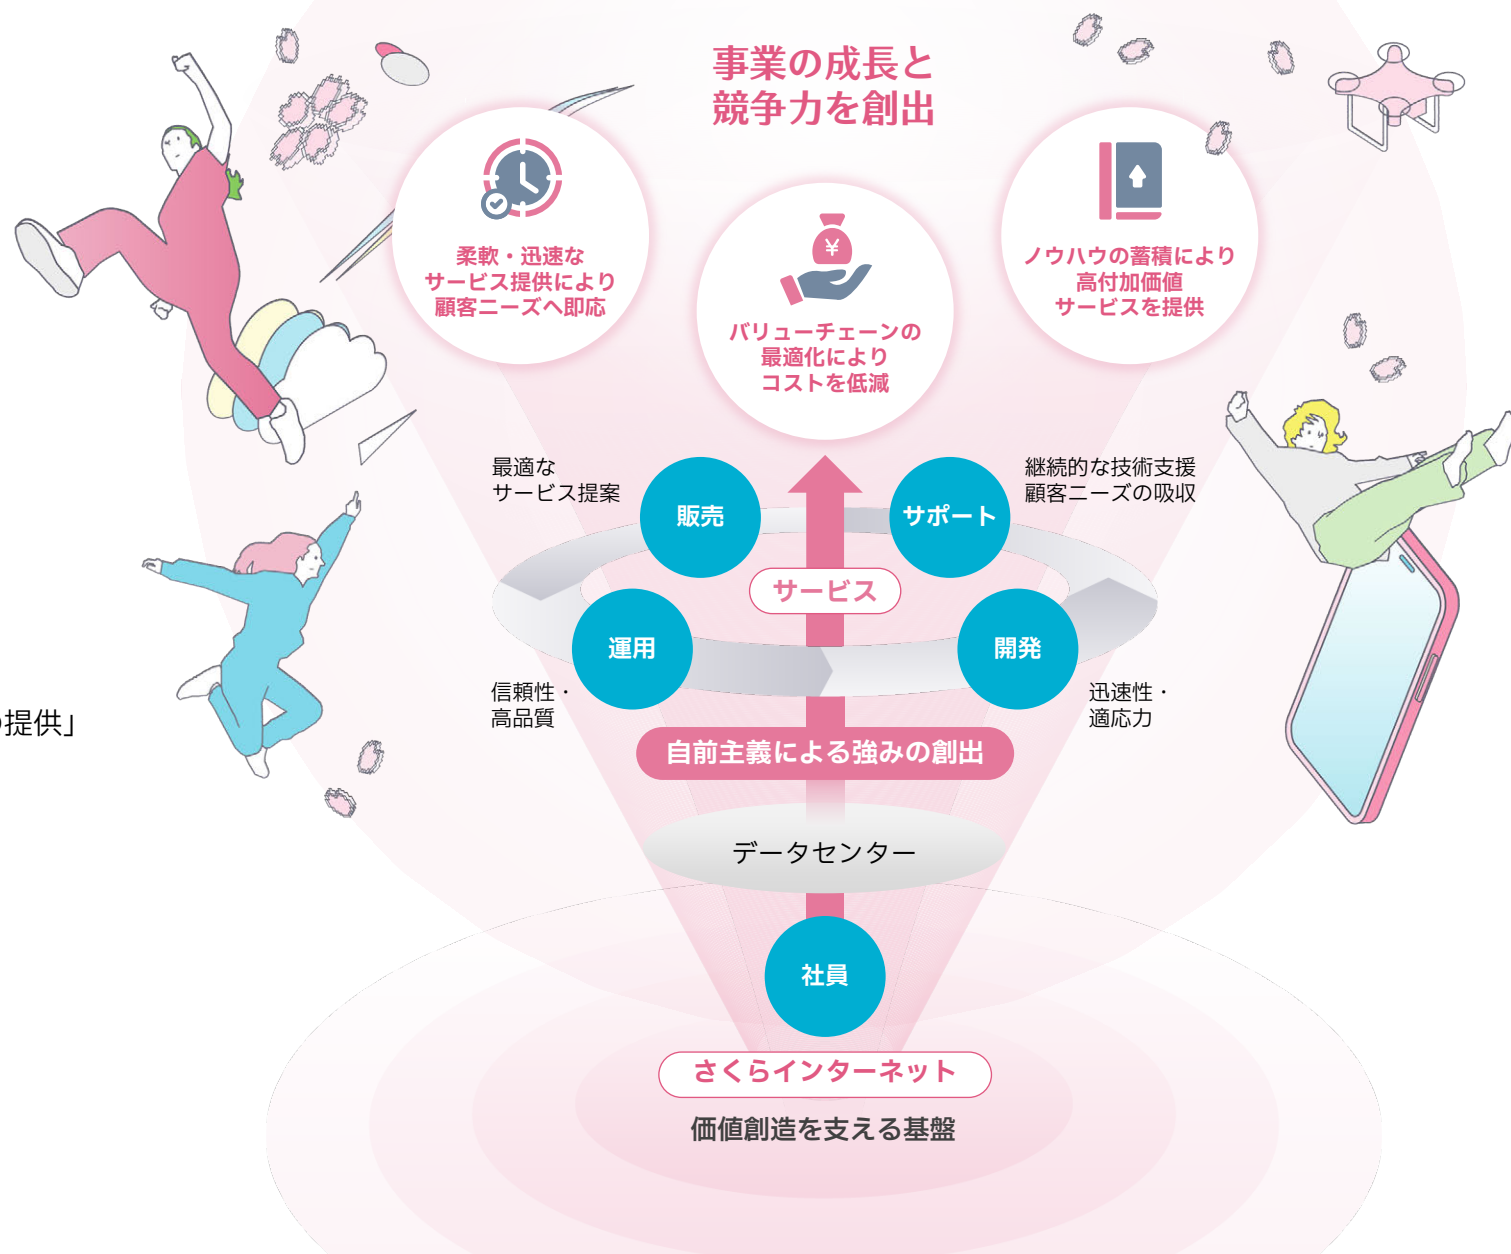 事業の成長と
競争力を創出
柔軟・迅速な
サービス提供により
顧客ニーズへ即応
¥
バリューチェーンの
最適化により
コストを低減
ノウハウの蓄積により
高付加価値
サービスを提供
最適な
サービス提案
販売
サポート
継続的な技術支援
顧客ニーズの吸収
サービス
運用
開発
信頼性・
高品質
迅速性・
適応力
提供」
自前主義による強みの創出
データセンター
社員
さくらインターネット
価値創造を支える基盤